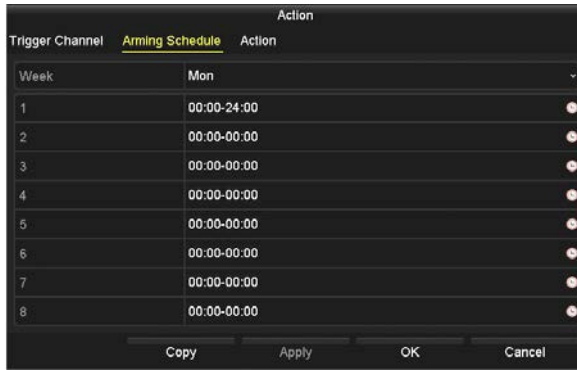 Action
Trigger Channel Arming Schedule Action
Week Mon
1 00:00-24:00
2 00:00-00:00
3 00:00-00:00
4 00:00-00:00
5 00:00-00:00
6 00:00-00:00
7 00:00-00:00
8 00:00-00:00
Copy Apply OK Cancel